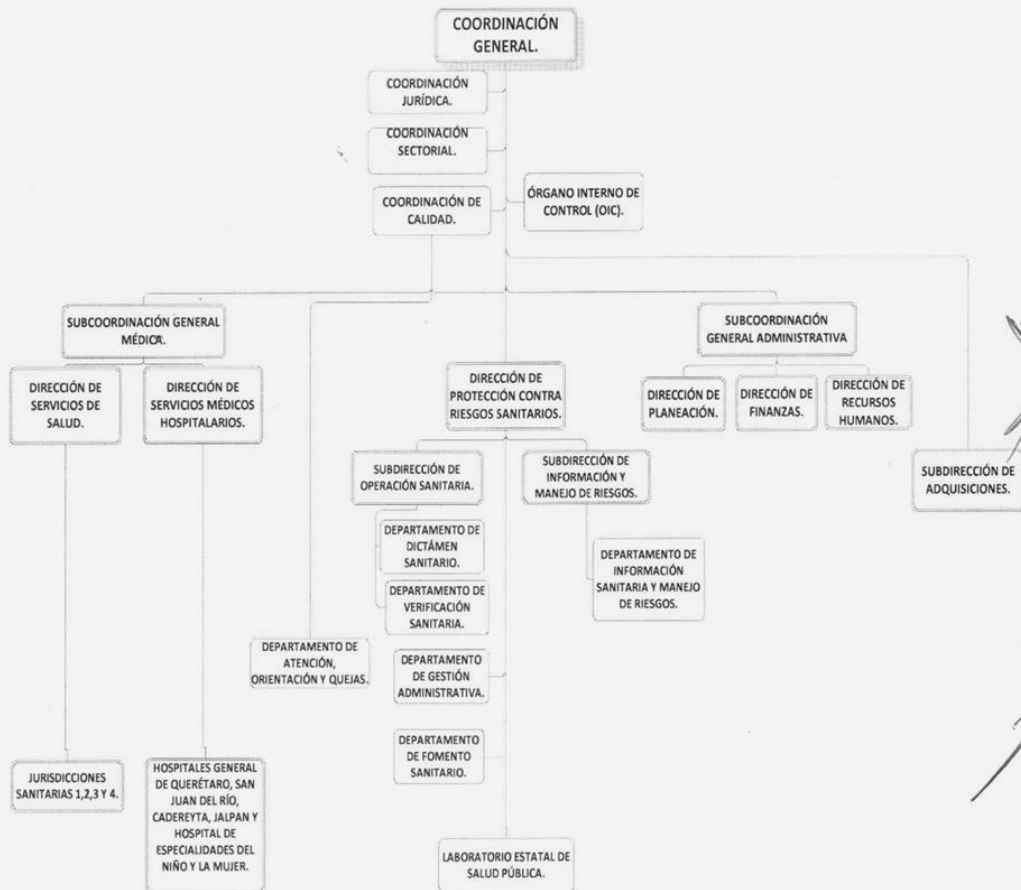 COORDINACIÓN
GENERAL.
COORDINACIÓN
JURÍDICA.
COORDINACIÓN
SECTORIAL.
COORDINACIÓN DE
CALIDAD.
ÓRGANO INTERNO DE
CONTROL (OIC).
SUBCOORDINACIÓN GENERAL
MÉDICA.
SUBCOORDINACIÓN
GENERAL ADMINISTRATIVA
DIRECCIÓN DE
SERVICIOS DE
SALUD.
DIRECCIÓN DE
SERVICIOS MÉDICOS
HOSPITALARIOS.
DIRECCIÓN DE
PROTECCIÓN CONTRA
RIESGOS SANITARIOS.
DIRECCIÓN DE
PLANEACIÓN.
DIRECCIÓN DE
FINANZAS.
DIRECCIÓN DE
RECURSOS
HUMANOS.
SUBDIRECCIÓN DE
OPERACIÓN SANITARIA.
SUBDIRECCIÓN DE
INFORMACIÓN Y
MANEJO DE RIESGOS.
SUBDIRECCIÓN DE
ADQUISICIONES.
DEPARTAMENTO DE
DICTÁMEN
SANITARIO.
DEPARTAMENTO DE
INFORMACIÓN
SANITARIA Y MANEJO
DE RIESGOS.
DEPARTAMENTO DE
VERIFICACIÓN
SANITARIA.
DEPARTAMENTO DE
ATENCIÓN,
ORIENTACIÓN Y QUEJAS.
DEPARTAMENTO
DE GESTIÓN
ADMINISTRATIVA.
DEPARTAMENTO
DE FOMENTO
SANITARIO.
JURISDICCIONES
SANITARIAS 1,2,3 Y 4.
HOSPITALES GENERAL
DE QUERÉTARO, SAN
JUAN DEL RÍO,
CADEREYTA, JALPAN Y
HOSPITAL DE
ESPECIALIDADES DEL
NIÑO Y LA MUJER.
LABORATORIO ESTATAL DE
SALUD PÚBLICA.